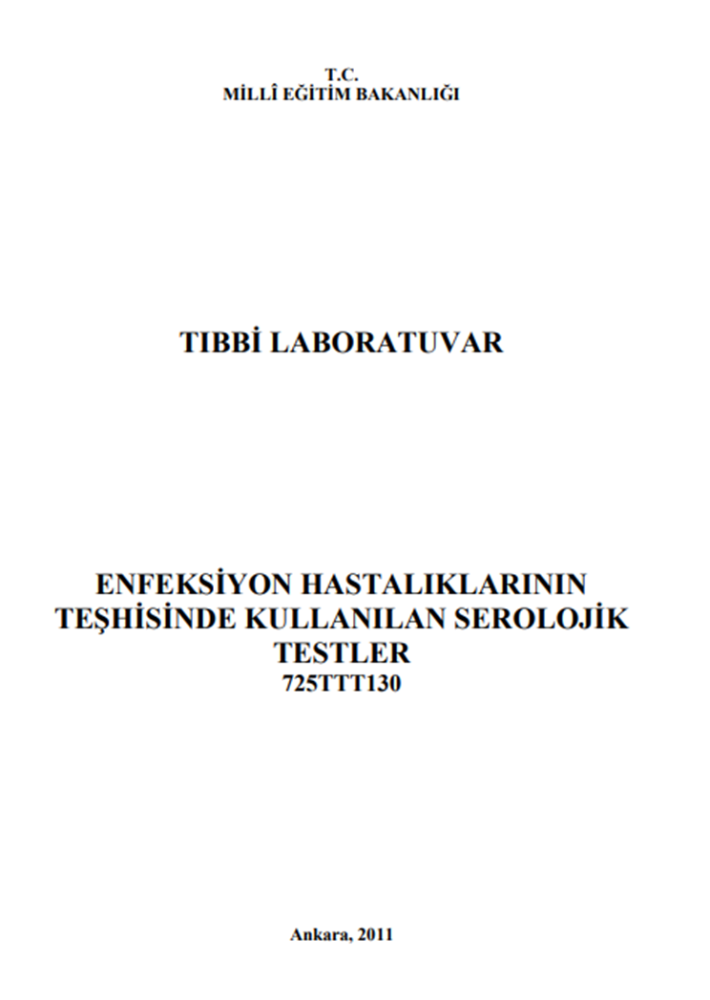 T.C.
MİLLÎ EĞİTİM BAKANLIĞI
TIBBİ LABORATUVAR
ENFEKSİYON HASTALIKLARININ
TEŞHİSİNDE KULLANILAN SEROLOJİK
TESTLER
725TTT130
Ankara, 2011